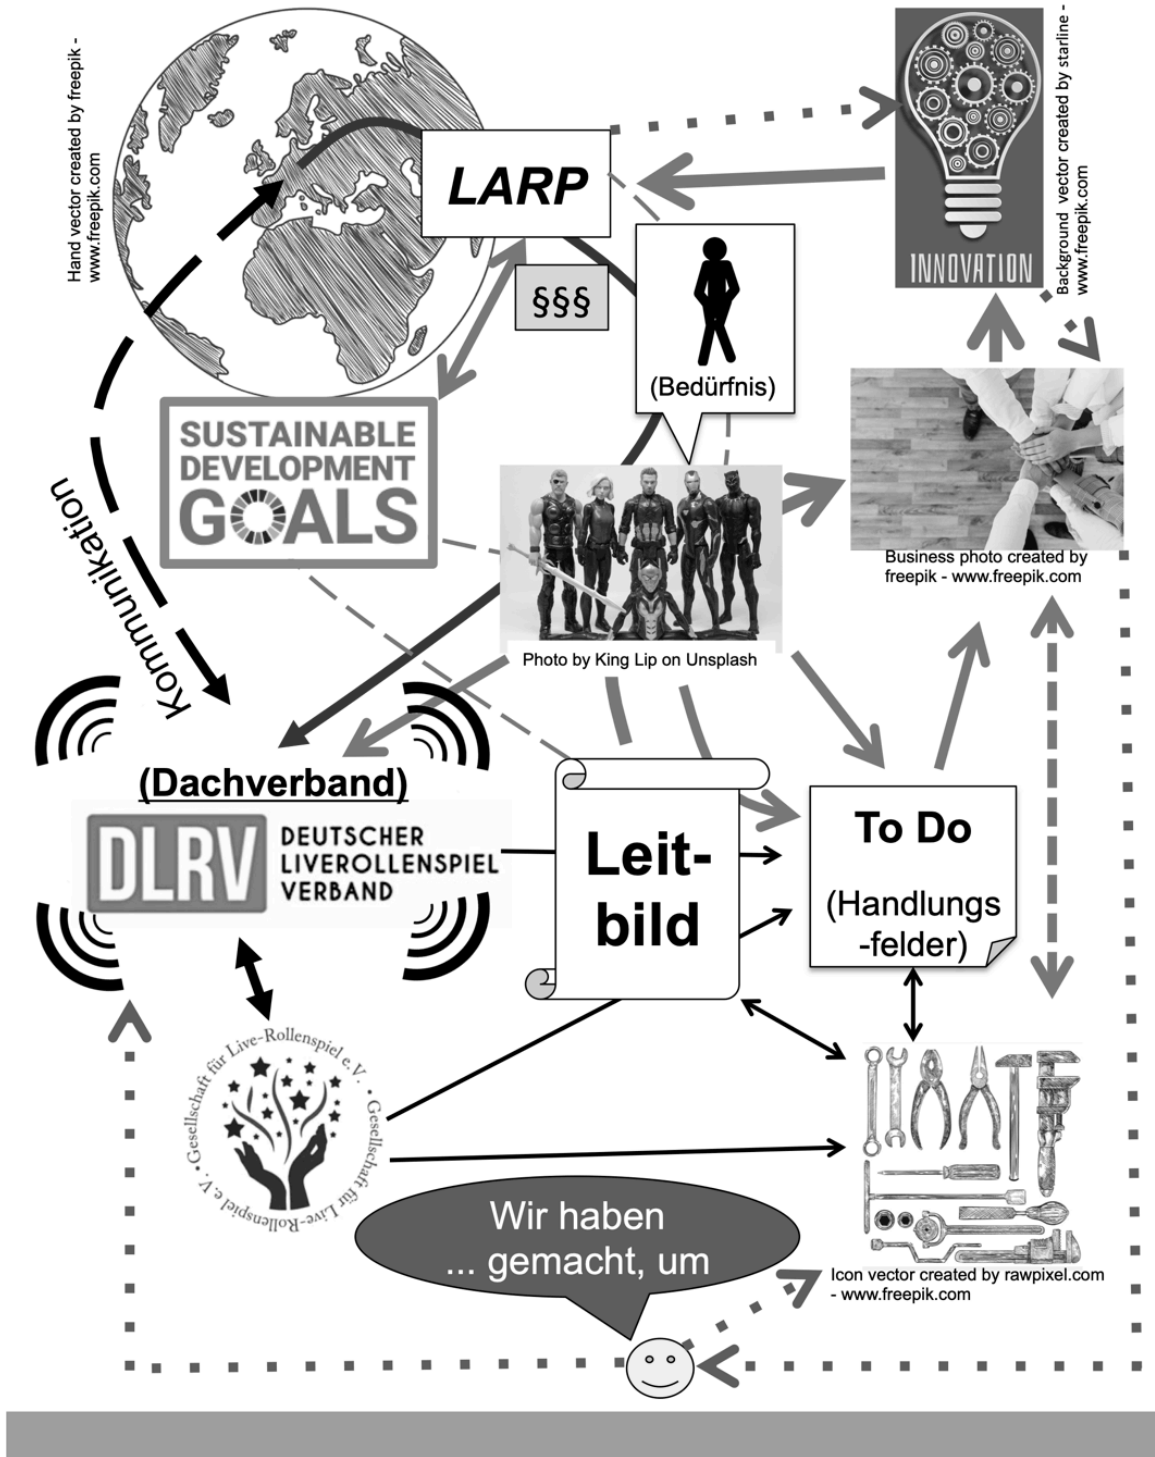 Hand vector created by freepik -
www.freepik.com
LARP
INNOVATION
Background vector created by starline -
www.freepik.com
§§§
(Bedürfnis)
SUSTAINABLE
DEVELOPMENT
GOALS
Business photo created by
freepik - www.freepik.com
Kommunikation
Photo by King Lip on Unsplash
(Dachverband)
DLRV
DEUTSCHER
LIVEROLLENSPIEL
VERBAND
Leit-
bild
To Do
(Handlungs
-felder)
Gesellschaft für Live-Rollenspiel e.V. • Gesellschaft für Live-Rollenspiel e.V. •
Wir haben
... gemacht, um
Icon vector created by rawpixel.com
- www.freepik.com